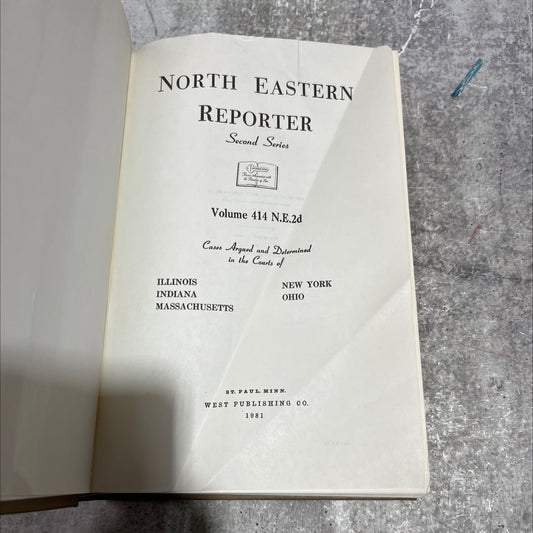 NORTH EASTERN
REPORTER
Second Series
Volume 414 N.E.2d
Cases Argued and Determined
in the Courts of
ILLINOIS
INDIANA
MASSACHUSETTS
NEW YORK
OHIO
ST. PAUL, MINN.
WEST PUBLISHING CO.
1981